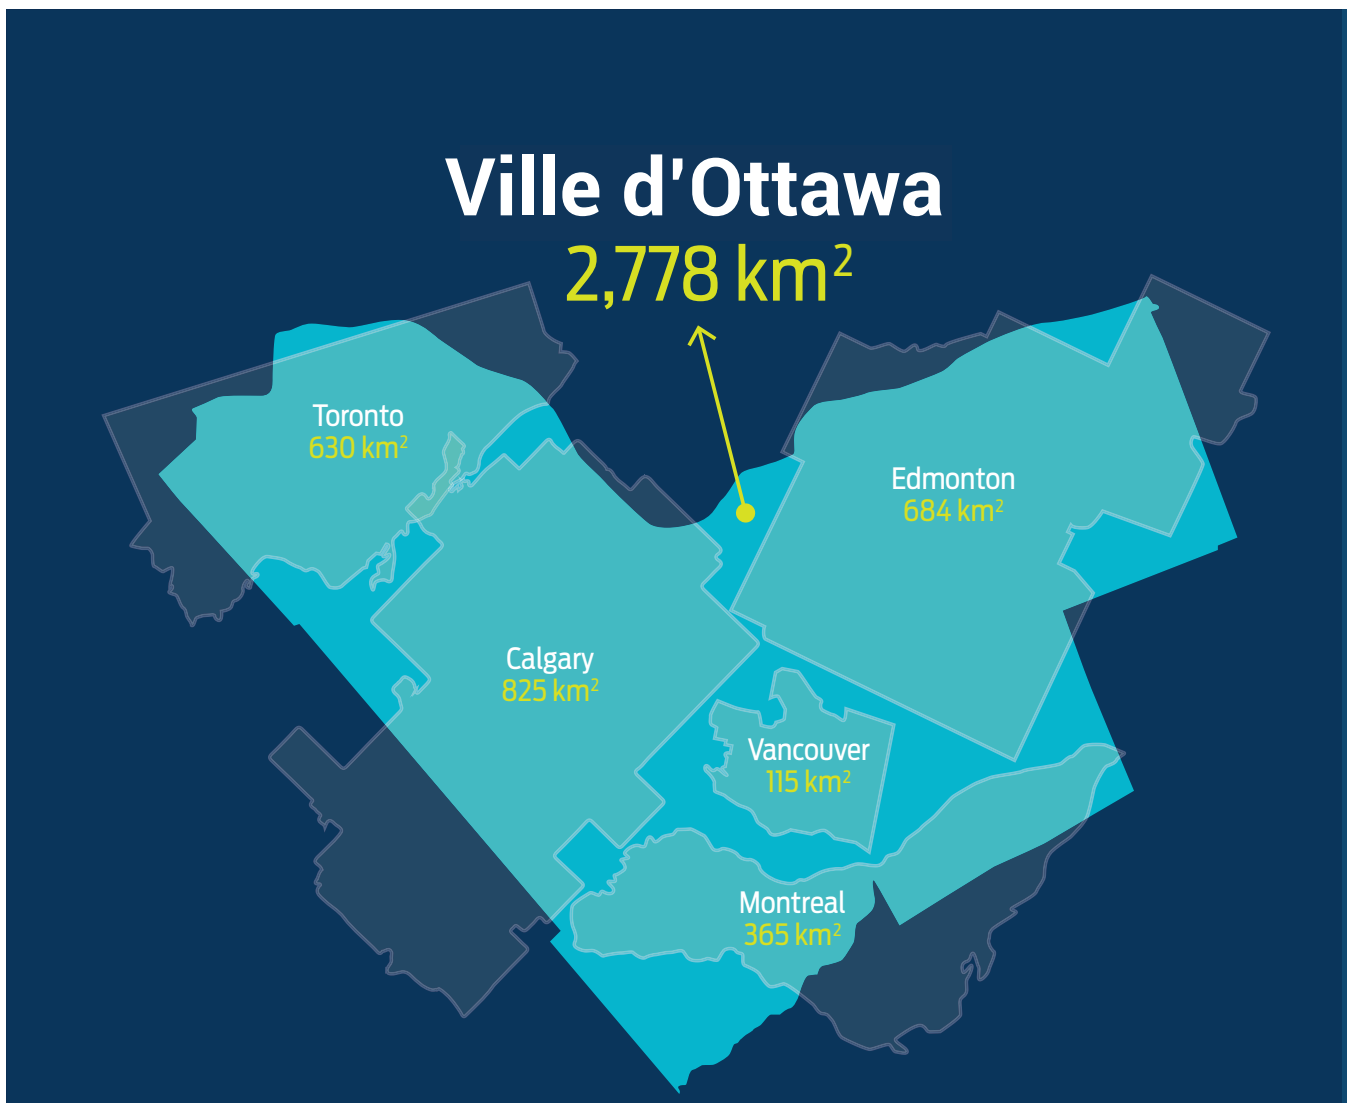 Ville d'Ottawa
2,778 km²
Toronto
630 km²
Edmonton
684 km²
Calgary
825 km²
Vancouver
115 km²
Montreal
365 km²